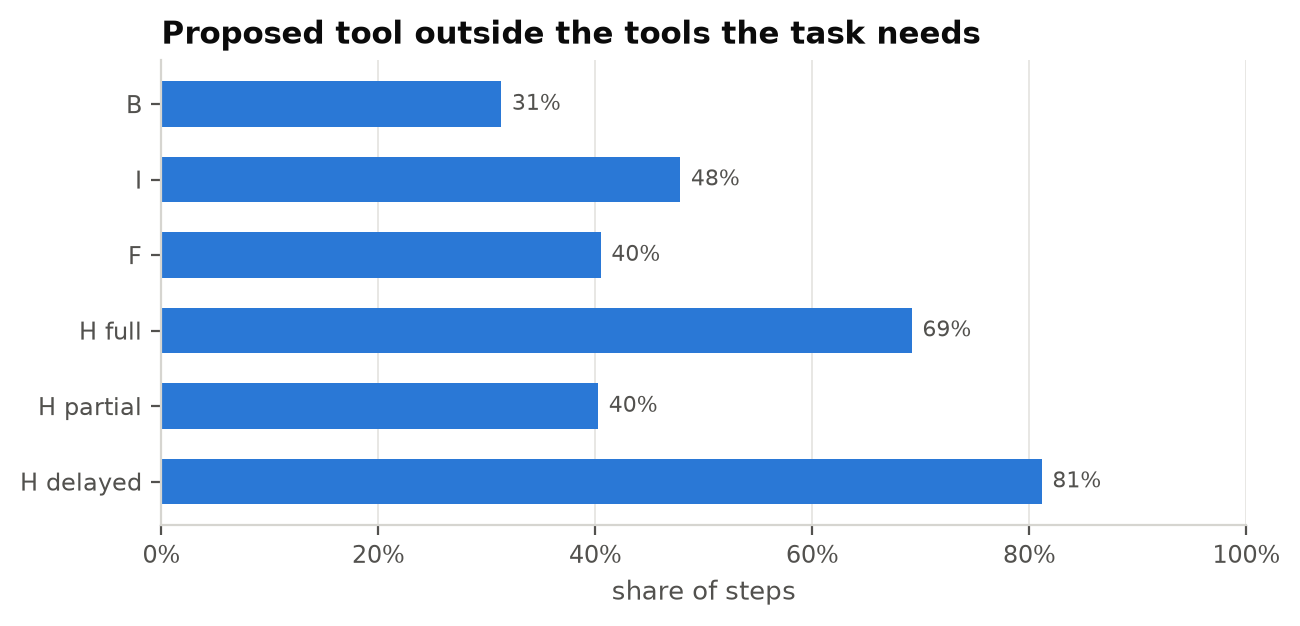 Proposed tool outside the tools the task needs
B 31%
I 48%
F 40%
H full 69%
H partial 40%
H delayed 81%
0% 20% 40% 60% 80% 100%
share of steps